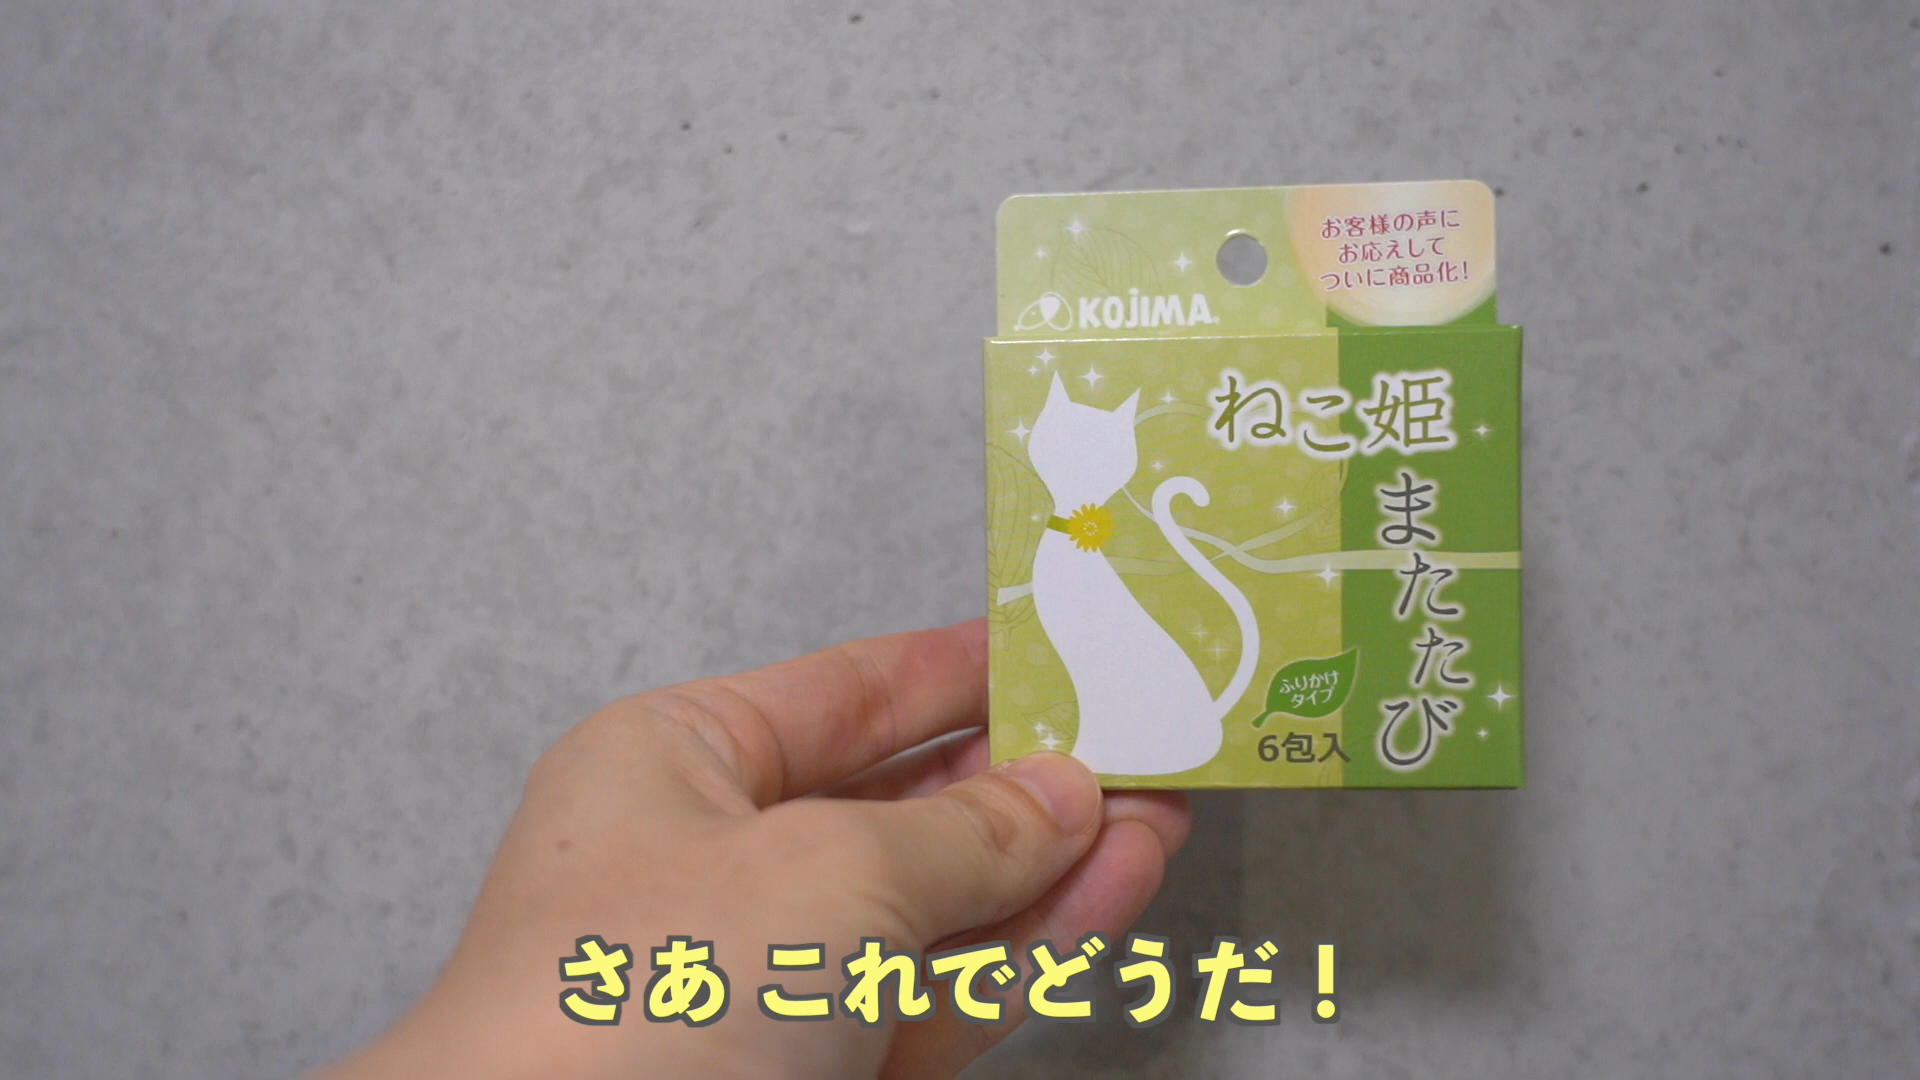 お客様の声に
お応えして
ついに商品化!
KOJIMA
ねこ姫
またたび
ふりかけ
タイプ
6包入
さあ これでどうだ！